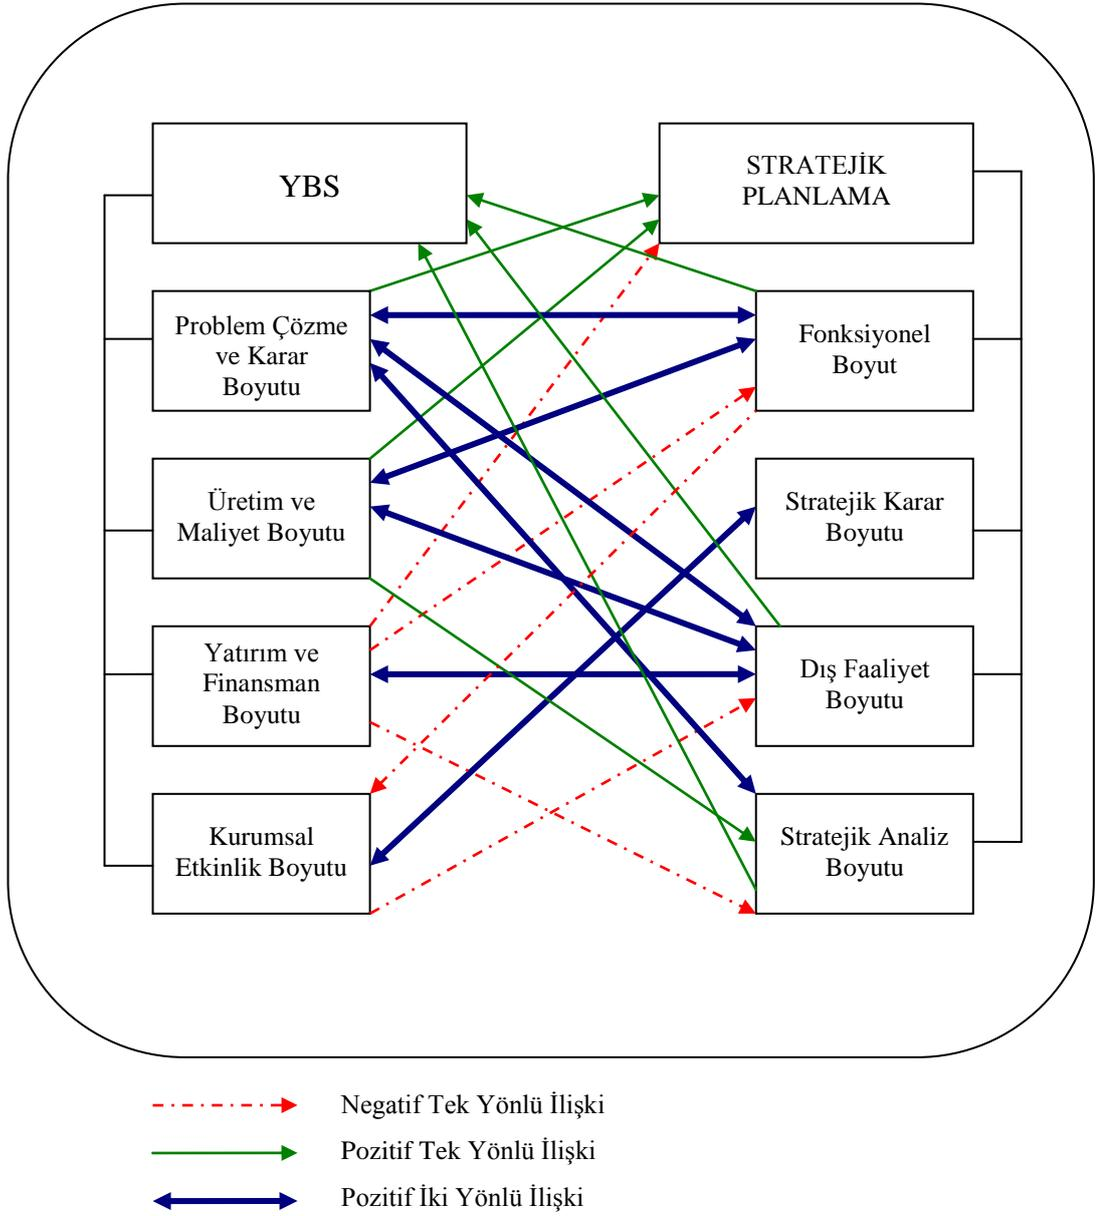 YBS
STRATEJİK
PLANLAMA
Problem Çözme
ve Karar
Boyutu
Fonksiyonel
Boyut
Üretim ve
Maliyet Boyutu
Stratejik Karar
Boyutu
Yatırım ve
Finansman
Boyutu
Dış Faaliyet
Boyutu
Kurumsal
Etkinlik Boyutu
Stratejik Analiz
Boyutu
Negatif Tek Yönlü İlişki
Pozitif Tek Yönlü İlişki
Pozitif İki Yönlü İlişki